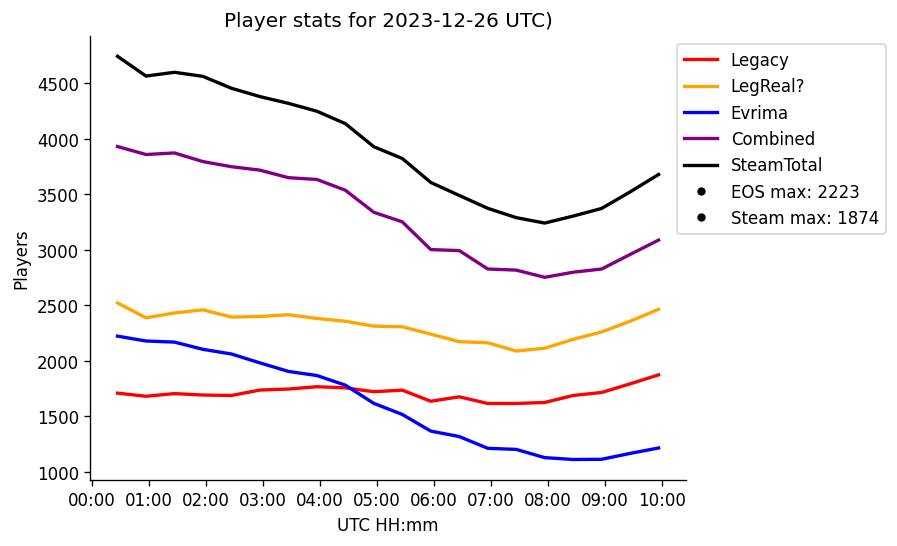 Player stats for 2023-12-26 UTC)
Legacy
LegReal?
Evrima
Combined
SteamTotal
EOS max: 2223
Steam max: 1874
Players
4500
4000
3500
3000
2500
2000
1500
1000
00:00 01:00 02:00 03:00 04:00 05:00 06:00 07:00 08:00 09:00 10:00
UTC HH:mm